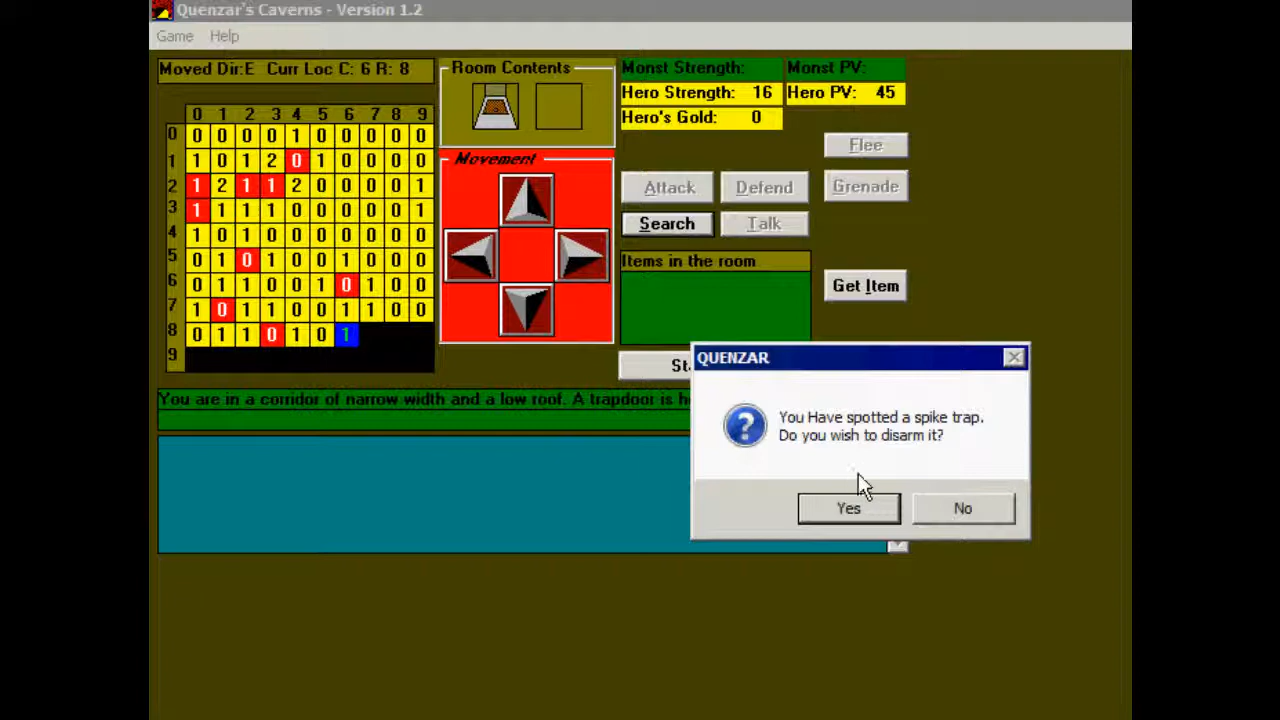 Quenzar's Caverns - Version 1.2
Game Help
Moved Dir:E Curr Loc C: 6 R: 8
Room Contents
Monst Strength: Monst PV:
Hero Strength: 16 Hero PV: 45
Hero's Gold: 0
0 1 2 3 4 5 6 7 8 9
0 0 0 0 0 1 0 0 0 0 0
1 1 0 1 2 0 1 0 0 0 0
2 1 2 1 1 2 0 0 0 0 1
3 1 1 1 1 0 0 0 0 0 1
4 1 0 1 0 0 0 0 0 0 0
5 0 1 0 1 0 0 1 0 0 0
6 0 1 1 0 0 1 0 1 0 0
7 1 0 1 1 0 0 1 1 0 0
8 0 1 1 0 1 0 1
9
Movement
Flee
Attack Defend Grenade
Search Talk
Items in the room
Get Item
St
You are in a corridor of narrow width and a low roof. A trapdoor is h
QUENZAR
You Have spotted a spike trap.
Do you wish to disarm it?
Yes No